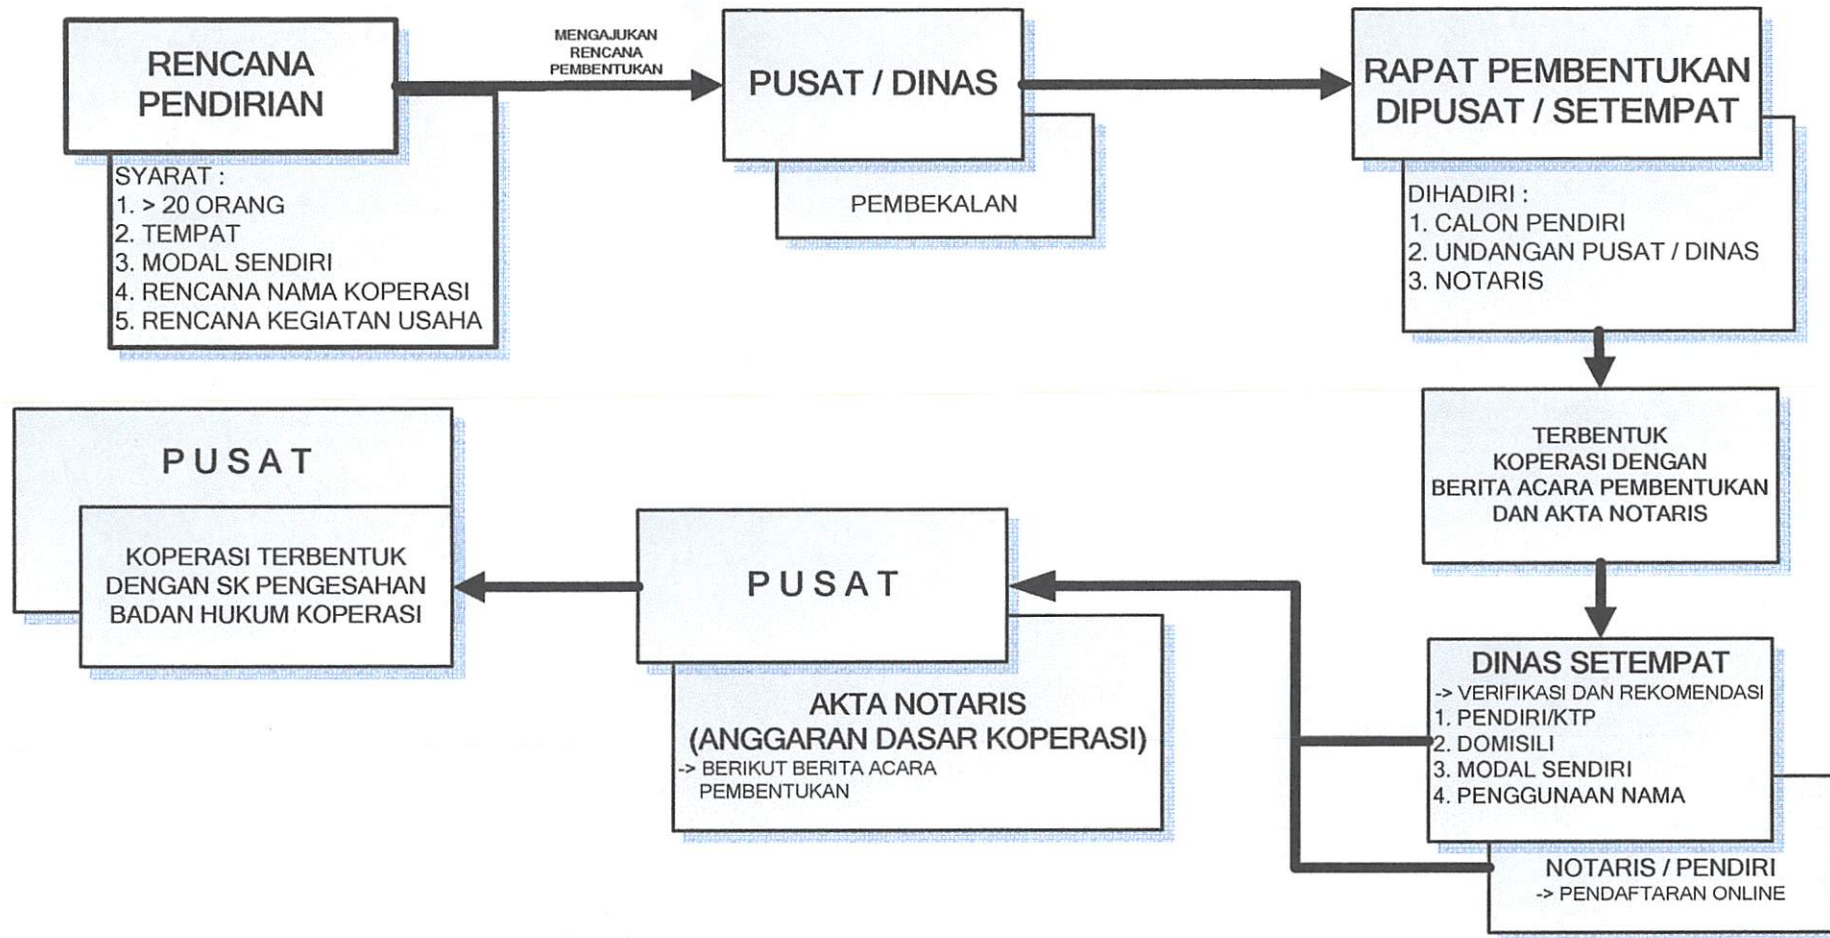 RENCANA
PENDIRIAN
SYARAT :
1. > 20 ORANG
2. TEMPAT
3. MODAL SENDIRI
4. RENCANA NAMA KOPERASI
5. RENCANA KEGIATAN USAHA
MENGAJUKAN
RENCANA
PEMBENTUKAN
PUSAT / DINAS
PEMBEKALAN
RAPAT PEMBENTUKAN
DIPUSAT / SETEMPAT
DIHADIRI :
1. CALON PENDIRI
2. UNDANGAN PUSAT / DINAS
3. NOTARIS
TERBENTUK
KOPERASI DENGAN
BERITA ACARA PEMBENTUKAN
DAN AKTA NOTARIS
DINAS SETEMPAT
-> VERIFIKASI DAN REKOMENDASI
1. PENDIRI/KTP
2. DOMISILI
3. MODAL SENDIRI
4. PENGGUNAAN NAMA
NOTARIS / PENDIRI
-> PENDAFTARAN ONLINE
P U S A T
AKTA NOTARIS
(ANGGARAN DASAR KOPERASI)
-> BERIKUT BERITA ACARA
PEMBENTUKAN
P U S A T
KOPERASI TERBENTUK
DENGAN SK PENGESAHAN
BADAN HUKUM KOPERASI